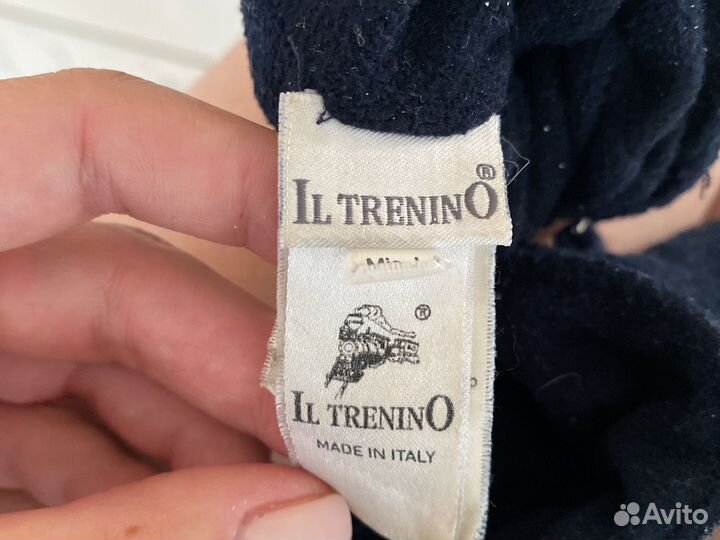 IL TRENINO®
®
IL TRENINO
MADE IN ITALY
Avito